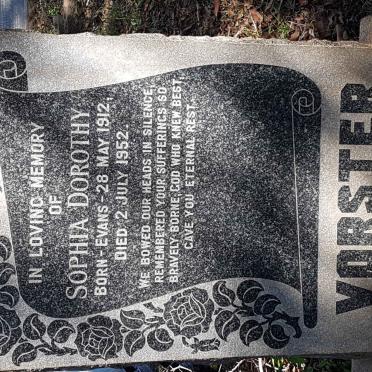 IN LOVING MEMORY
OF
SOPHIA DOROTHY
BORN-EVANS-28 MAY 1912
DIED 2 JULY 1952.
WE BOWED OUR HEADS IN SILENCE,
REMEMBERED YOUR SUFFERINGS SO
BRAVELY BORNE; GOD WHO KNEW BEST,
GAVE YOU ETERNAL REST.
VORSTER